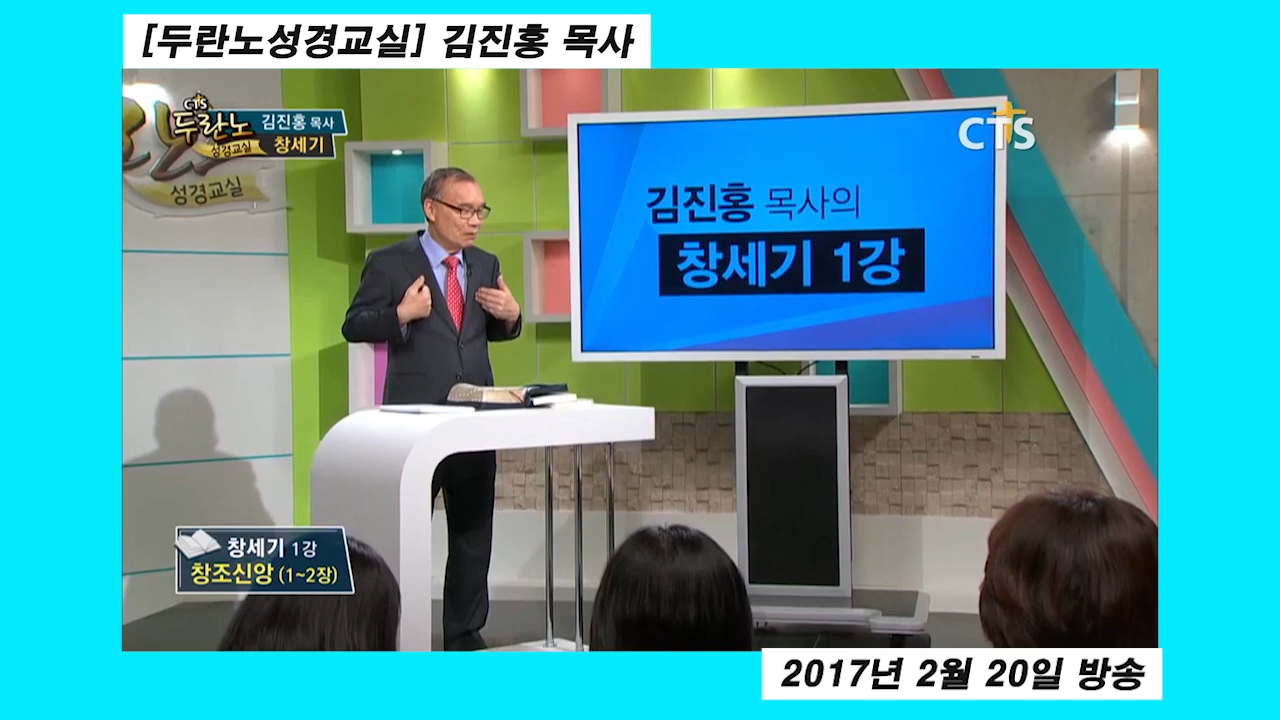 [두란노성경교실] 김진홍 목사
CTS
두란노
성경교실
김진홍 목사
창세기
성경교실
CTS
김진홍 목사의
창세기 1강
창세기 1강
창조신앙 (1~2장)
2017년 2월 20일 방송